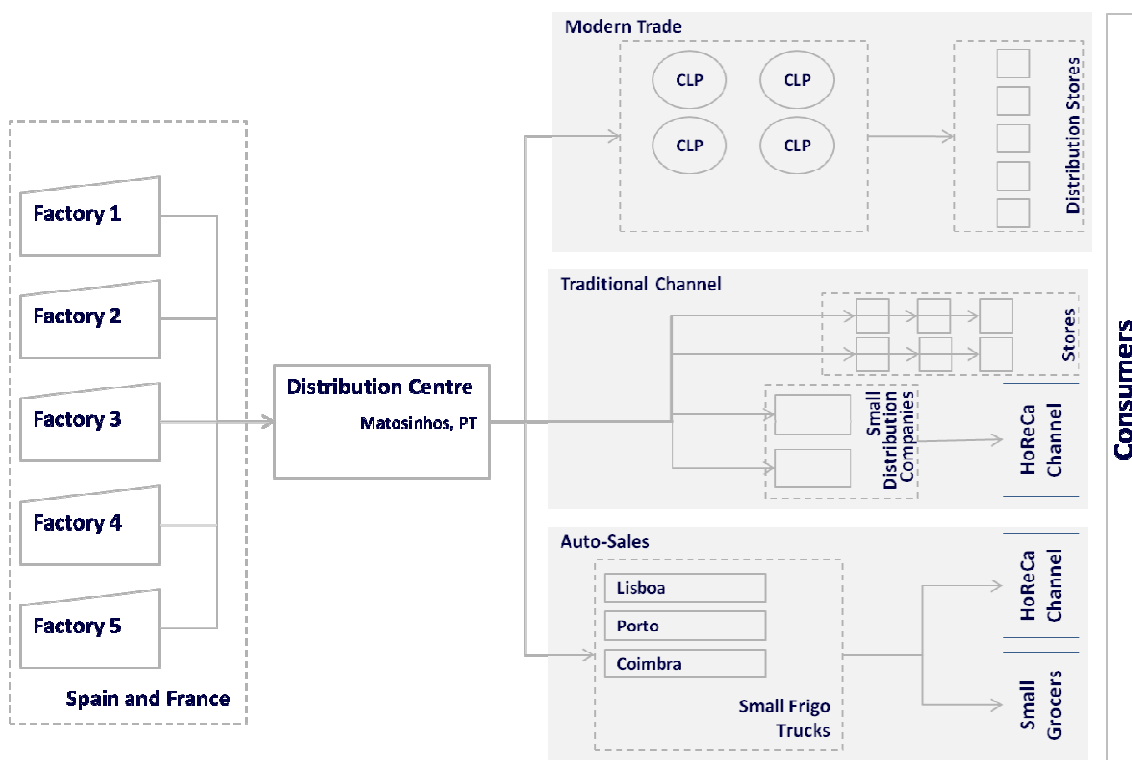 Modern Trade
CLP
CLP
CLP
CLP
Distribution Stores
Factory 1
Factory 2
Factory 3
Factory 4
Factory 5
Spain and France
Distribution Centre
Matosinhos, PT
Traditional Channel
Stores
Small
Distribution
Companies
HoReCa
Channel
Auto-Sales
Lisboa
Porto
Coimbra
Small Frigo
Trucks
HoReCa
Channel
Small
Grocers
Consumers